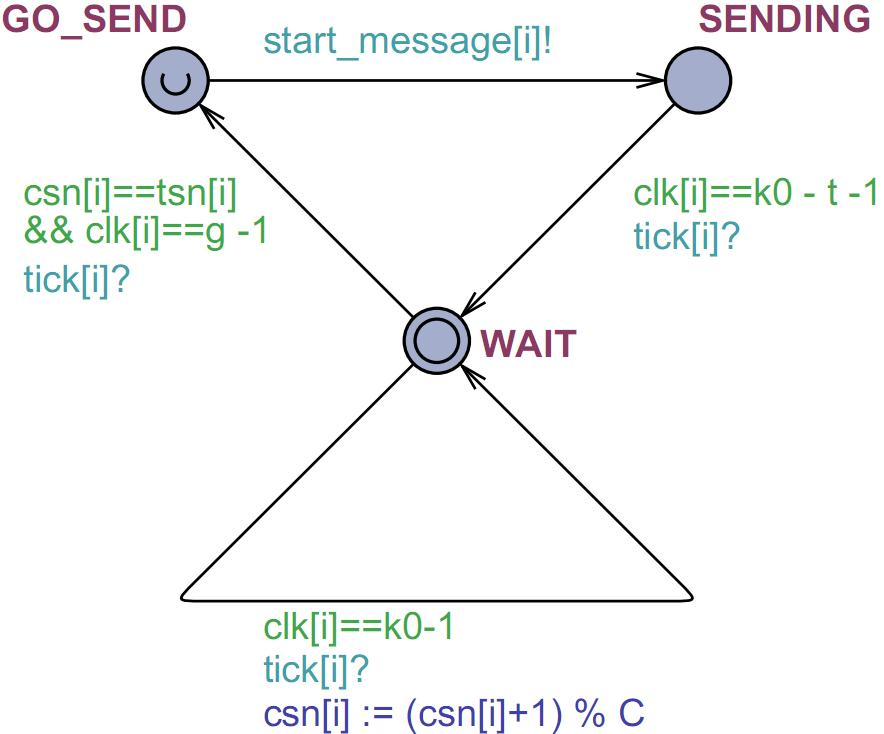 GO_SEND
SENDING
start_message[i]!
csn[i]==tsn[i]
&& clk[i]==g -1
tick[i]?
clk[i]==k0 - t -1
tick[i]?
WAIT
clk[i]==k0-1
tick[i]?
csn[i] := (csn[i]+1) % C